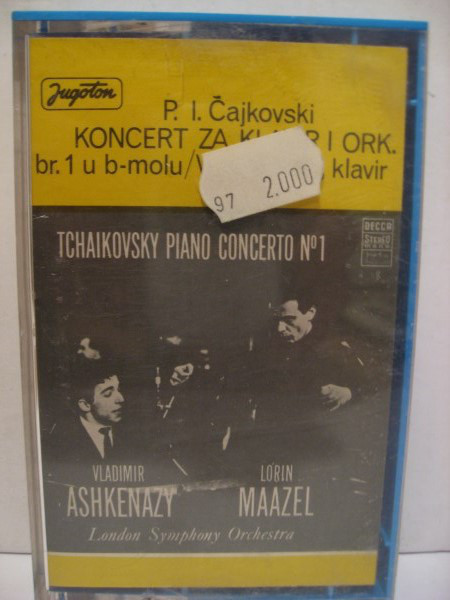 Jugoton
P. I. Čajkovski
KONCERT ZA I ORK.
br. 1 u b-molu/ , klavir
97 2.000
TCHAIKOVSKY PIANO CONCERTO Nº1
DECCA
STEREO
VLADIMIR
ASHKENAZY
LORIN
MAAZEL
London Symphony Orchestra